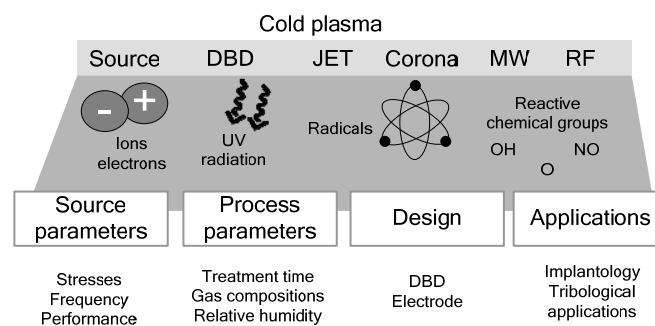 Cold plasma
Source DBD JET Corona MW RF
- +
Ions
electrons
UV
radiation
Radicals
Reactive
chemical groups
OH NO
O
Source
parameters
Process
parameters
Design
Applications
Stresses
Frequency
Performance
Treatment time
Gas compositions
Relative humidity
DBD
Electrode
Implantology
Tribological
applications